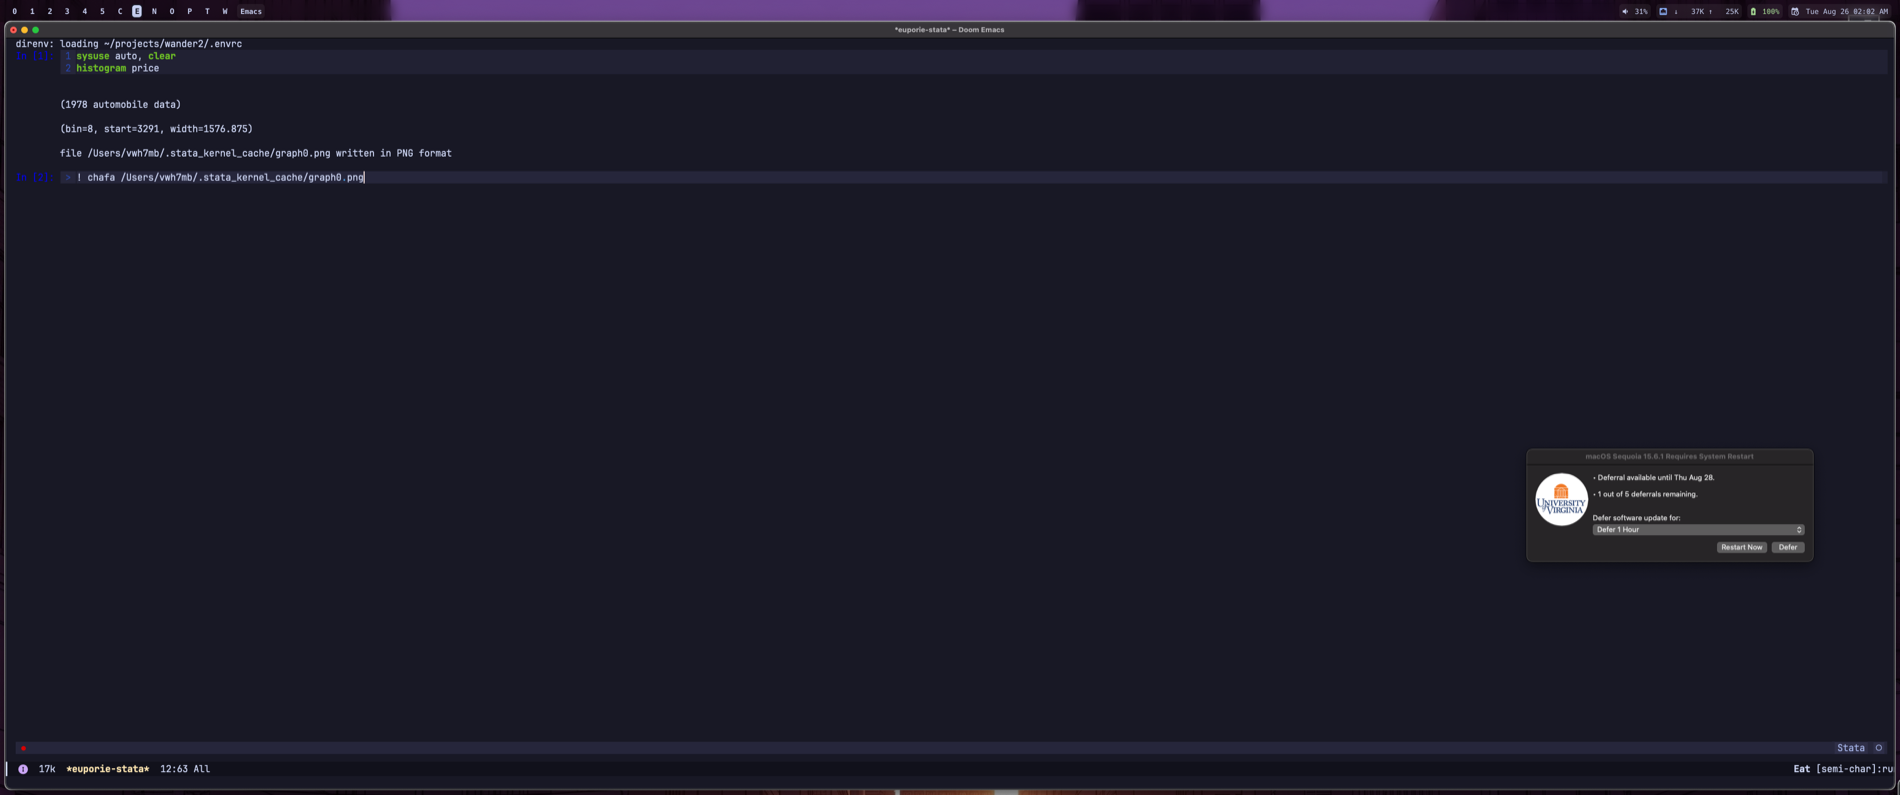 0 1 2 3 4 5 C E N O P T W Emacs
31% ↓ 37K ↑ 25K 100% Tue Aug 26 02:02 AM
*euporie-stata* – Doom Emacs
direnv: loading ~/projects/wander2/.envrc
In [1] 1 sysuse auto, clear
2 histogram price
(1978 automobile data)
(bin=8, start=3291, width=1576.875)
file /Users/vwh7mb/.stata_kernel_cache/graph0.png written in PNG format
> ! chafa /Users/vwh7mb/.stata_kernel_cache/graph0.png
macOS Sequoia 15.6.1 Requires System Restart
• Deferral available until Thu Aug 28.
• 1 out of 5 deferrals remaining.
UNIVERSITY of VIRGINIA
Defer software update for:
Defer 1 Hour
Restart Now Defer
Stata
17k *euporie-stata* 12:63 All
Eat [semi-char]:ru